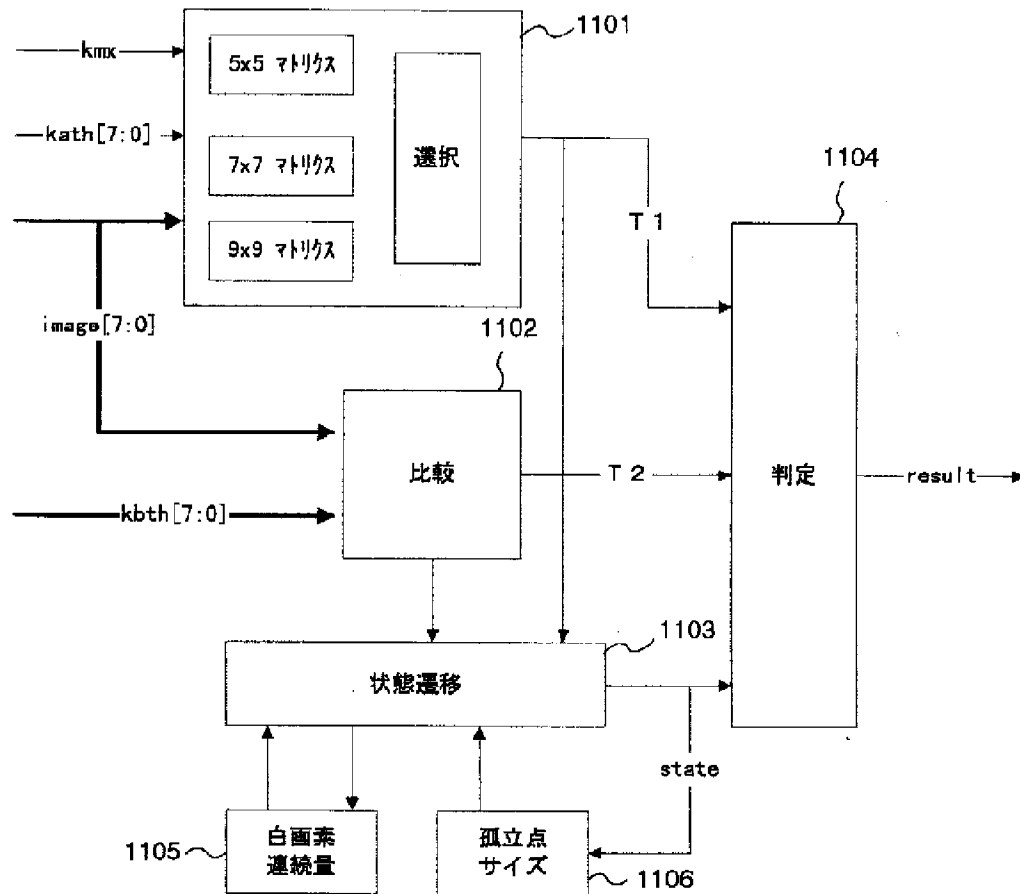 1101
kmx
5x5 マトリクス
kath[7:0]
選択
7x7 マトリクス
1104
T1
9x9 マトリクス
image[7:0]
1102
比較
T2
判定
result
kbth[7:0]
1103
状態遷移
state
1105
白画素
連続量
孤立点
サイズ
1106